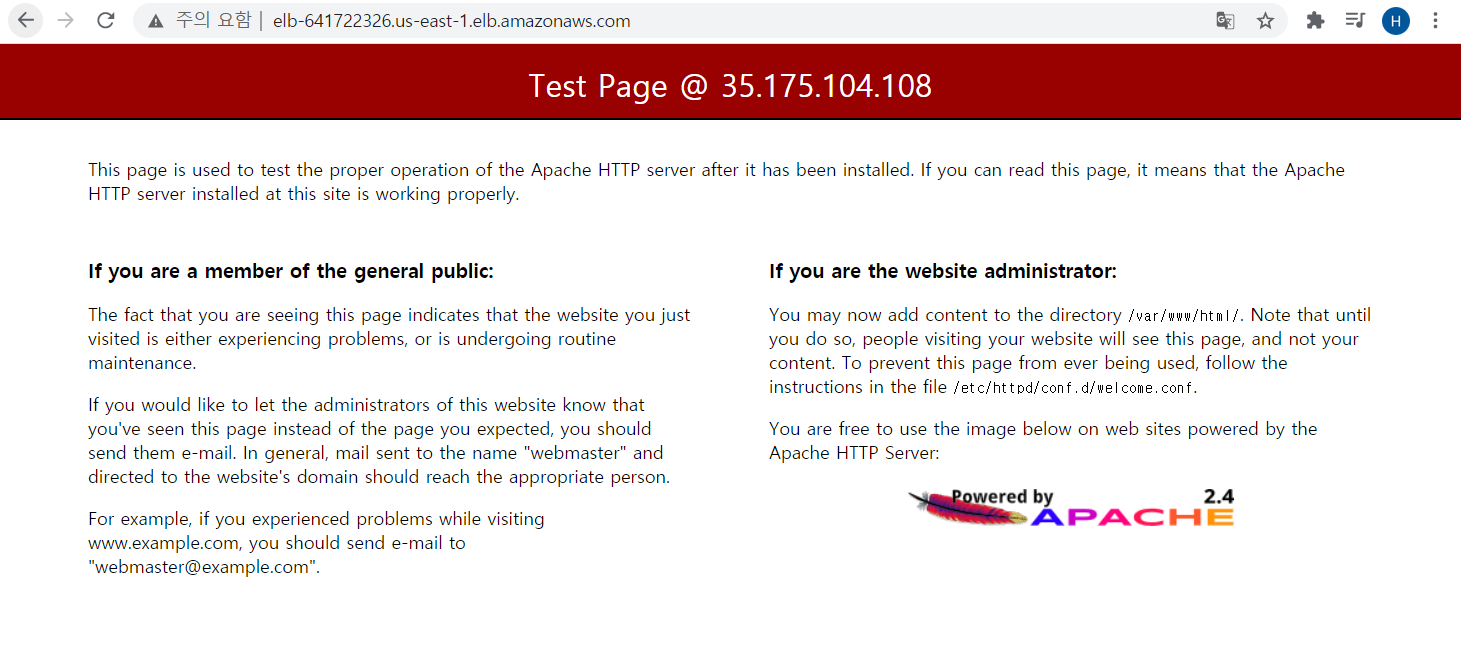 주의 요함 | elb-641722326.us-east-1.elb.amazonaws.com
H
Test Page @ 35.175.104.108
This page is used to test the proper operation of the Apache HTTP server after it has been installed. If you can read this page, it means that the Apache
HTTP server installed at this site is working properly.
If you are a member of the general public:
The fact that you are seeing this page indicates that the website you just
visited is either experiencing problems, or is undergoing routine
maintenance.
If you would like to let the administrators of this website know that
you've seen this page instead of the page you expected, you should
send them e-mail. In general, mail sent to the name "webmaster" and
directed to the website's domain should reach the appropriate person.
For example, if you experienced problems while visiting
www.example.com, you should send e-mail to
"webmaster@example.com".
If you are the website administrator:
You may now add content to the directory /var/www/html/. Note that until
you do so, people visiting your website will see this page, and not your
content. To prevent this page from ever being used, follow the
instructions in the file /etc/httpd/conf.d/welcome.conf.
You are free to use the image below on web sites powered by the
Apache HTTP Server:
Powered by 2.4
APACHE